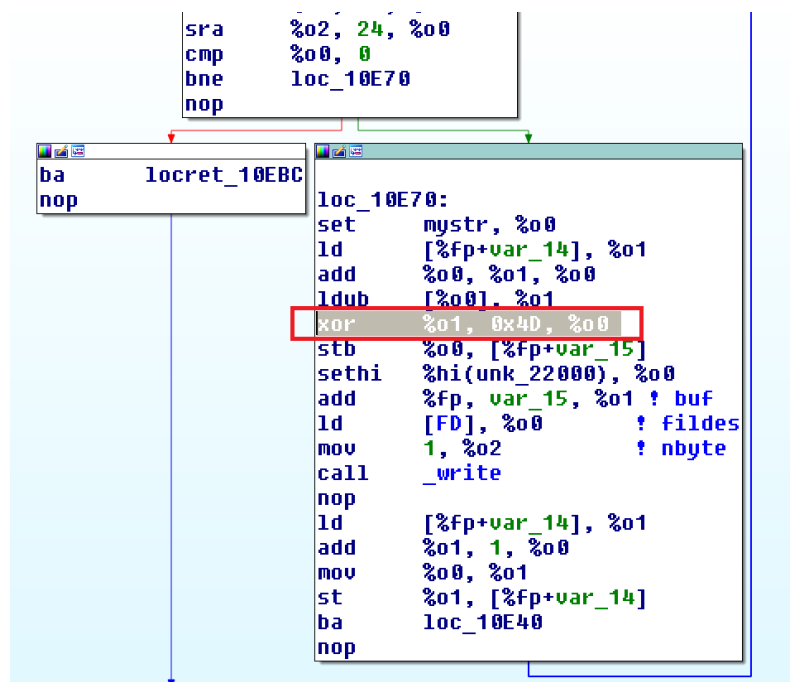 sra %o2, 24, %o0
cmp %o0, 0
bne loc_10E70
nop
ba locret_10EBC
nop
loc_10E70:
set mystr, %o0
ld [%fp+var_14], %o1
add %o0, %o1, %o0
ldub [%o0], %o1
xor %o1, 0x4D, %o0
stb %o0, [%fp+var_15]
sethi %hi(unk_22000), %o0
add %fp, var_15, %o1 ! buf
ld [FD], %o0 ! fildes
mov 1, %o2 ! nbyte
call _write
nop
ld [%fp+var_14], %o1
add %o1, 1, %o0
mov %o0, %o1
st %o1, [%fp+var_14]
ba loc_10E40
nop